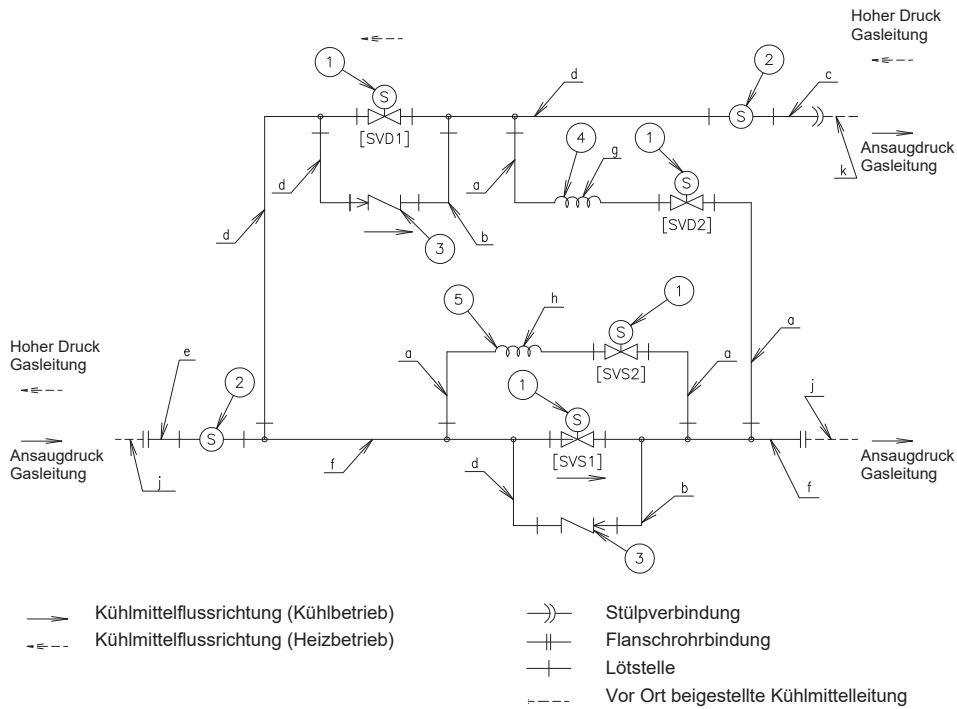 Hoher Druck
Gasleitung
1
S
[SVD1]
d
2
S
c
k
Ansaugdruck
Gasleitung
d
a
4
g
1
S
[SVD2]
d
3
b
5
h
1
S
[SVS2]
a
a
a
Hoher Druck
Gasleitung
e
2
S
1
S
[SVS1]
j
Ansaugdruck
Gasleitung
j
f
d
b
f
Ansaugdruck
Gasleitung
3
Kühlmittelflussrichtung (Kühlbetrieb)
Kühlmittelflussrichtung (Heizbetrieb)
Stülpverbindung
Flanschrohrbindung
Lötstelle
Vor Ort beigestellte Kühlmittelleitung